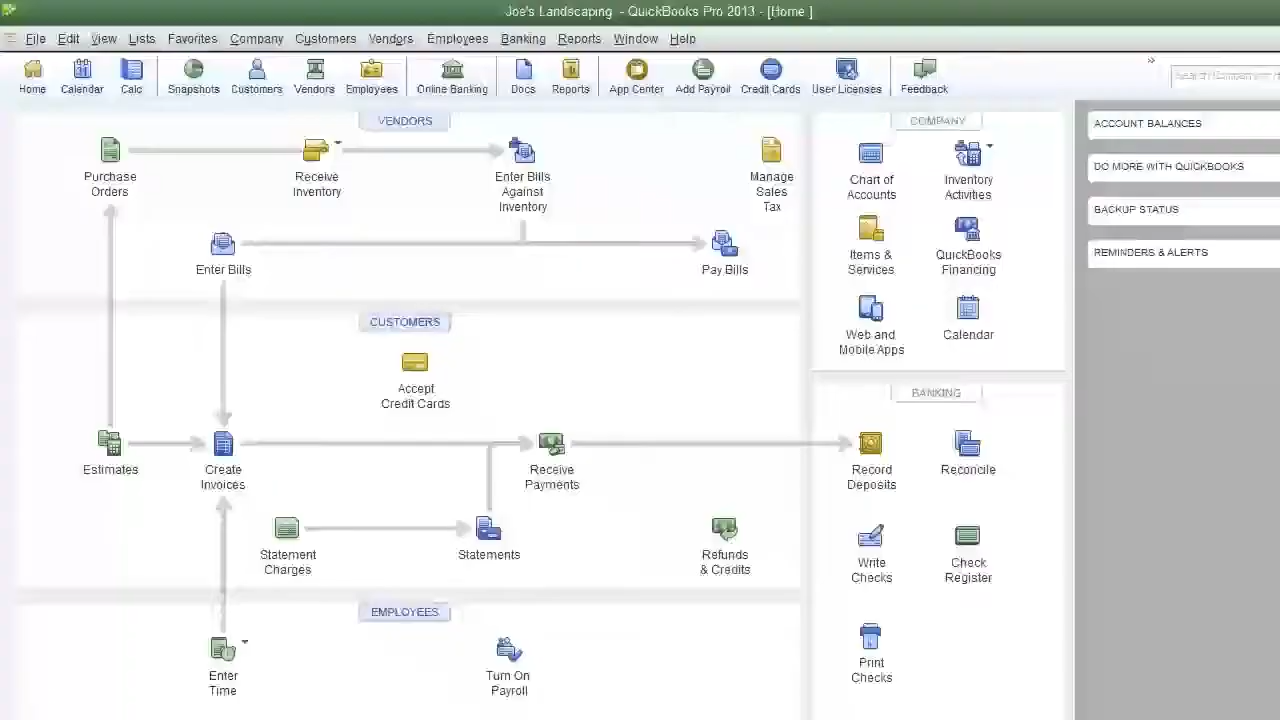 Joe's Landscaping - QuickBooks Pro 2013 - [Home ]
File Edit View Lists Favorites Company Customers Vendors Employees Banking Reports Window Help
Home Calendar Calc Snapshots Customers Vendors Employees Online Banking Docs Reports App Center Add Payroll Credit Cards User Licenses Feedback
VENDORS
Purchase
Orders
Receive
Inventory
Enter Bills
Against
Inventory
Manage
Sales
Tax
Enter Bills
Pay Bills
CUSTOMERS
Accept
Credit Cards
Estimates
Create
Invoices
Receive
Payments
Statement
Charges
Statements
Refunds
& Credits
EMPLOYEES
Enter
Time
Turn On
Payroll
COMPANY
Chart of
Accounts
Inventory
Activities
Items &
Services
QuickBooks
Financing
Web and
Mobile Apps
Calendar
BANKING
Record
Deposits
Reconcile
Write
Checks
Check
Register
Print
Checks
ACCOUNT BALANCES
DO MORE WITH QUICKBOOKS
BACKUP STATUS
REMINDERS & ALERTS